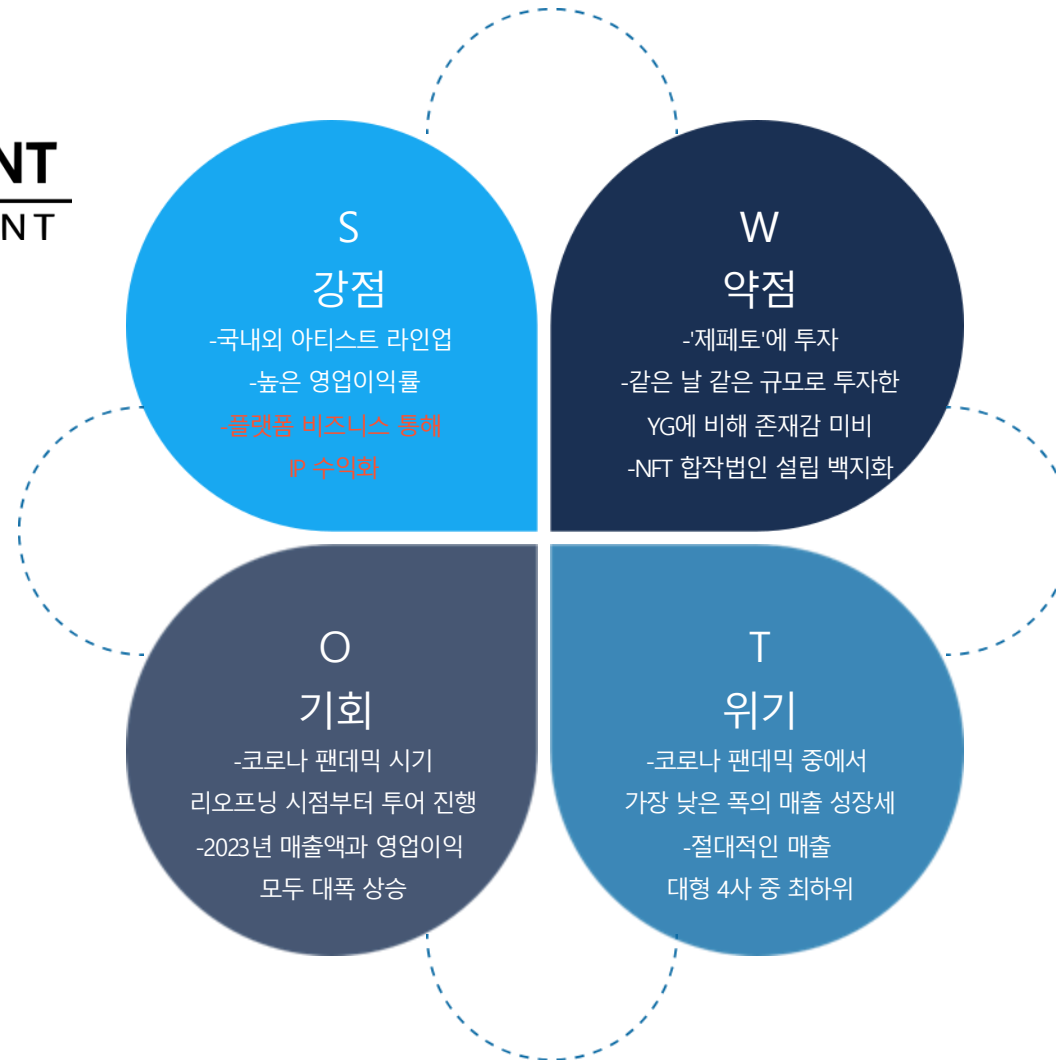 NT
NT
S
강점
-국내외 아티스트 라인업
-높은 영업이익률
-플랫폼 비즈니스 통해
IP 수익화
W
약점
-'제페토'에 투자
-같은 날 같은 규모로 투자한
YG에 비해 존재감 미비
-NFT 합작법인 설립 백지화
O
기회
-코로나 팬데믹 시기
리오프닝 시점부터 투어 진행
-2023년 매출액과 영업이익
모두 대폭 상승
T
위기
-코로나 팬데믹 중에서
가장 낮은 폭의 매출 성장세
-절대적인 매출
대형 4사 중 최하위